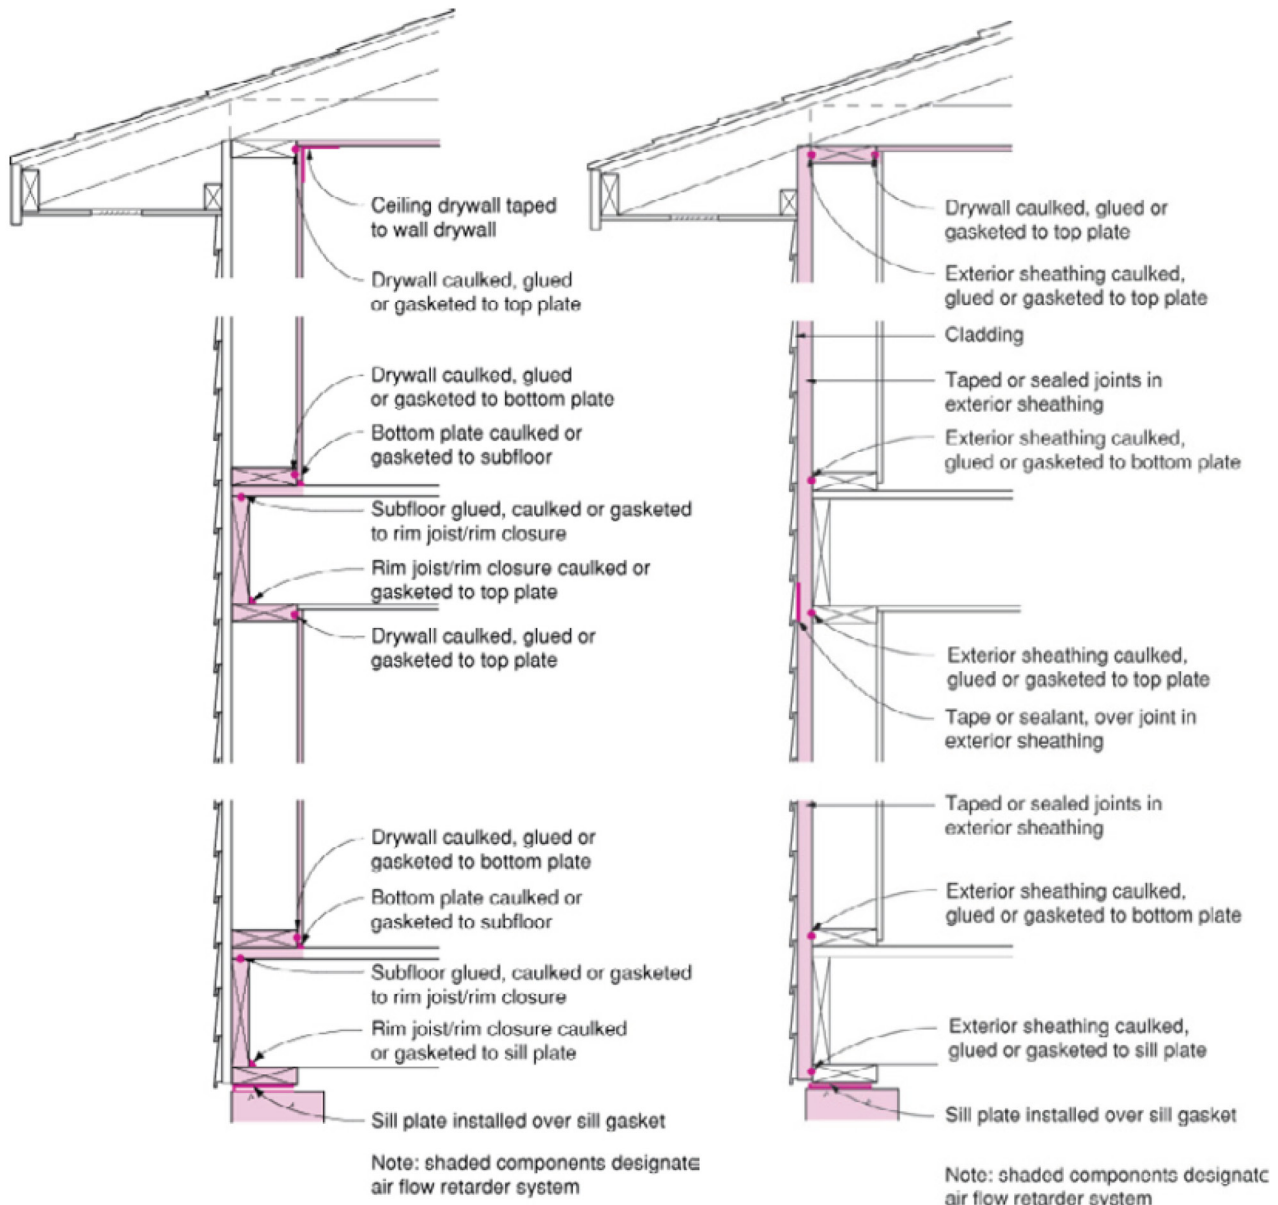 Ceiling drywall taped
to wall drywall
Drywall caulked, glued
or gasketed to top plate
Drywall caulked, glued
or gasketed to bottom plate
Bottom plate caulked or
gasketed to subfloor
Subfloor glued, caulked or gasketed
to rim joist/rim closure
Rim joist/rim closure caulked or
gasketed to top plate
Drywall caulked, glued or
gasketed to top plate
Drywall caulked, glued or
gasketed to bottom plate
Bottom plate caulked or
gasketed to subfloor
Subfloor glued, caulked or gasketed
to rim joist/rim closure
Rim joist/rim closure caulked
or gasketed to sill plate
Sill plate installed over sill gasket
Note: shaded components designate
air flow retarder system
Drywall caulked, glued or
gasketed to top plate
Exterior sheathing caulked,
glued or gasketed to top plate
Cladding
Taped or sealed joints in
exterior sheathing
Exterior sheathing caulked,
glued or gasketed to bottom plate
Exterior sheathing caulked,
glued or gasketed to top plate
Tape or sealant, over joint in
exterior sheathing
Taped or sealed joints in
exterior sheathing
Exterior sheathing caulked,
glued or gasketed to bottom plate
Exterior sheathing caulked,
glued or gasketed to sill plate
Sill plate installed over sill gasket
Note: shaded components designate
air flow retarder system